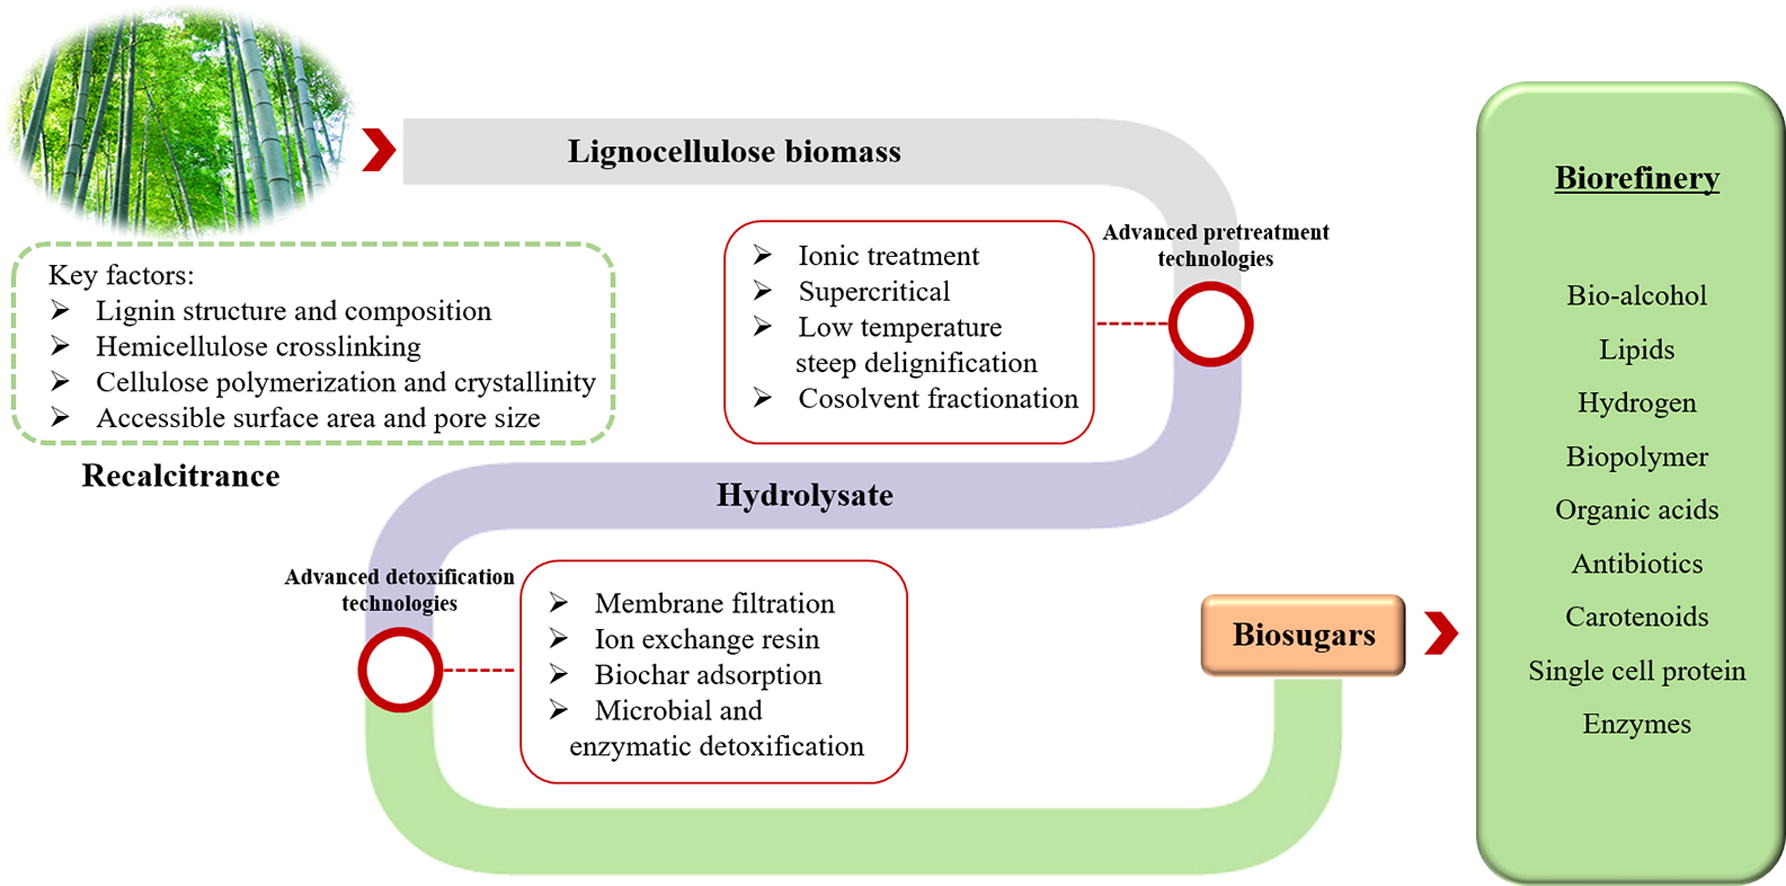 Lignocellulose biomass
Key factors:
➢ Lignin structure and composition
➢ Hemicellulose crosslinking
➢ Cellulose polymerization and crystallinity
➢ Accessible surface area and pore size
Recalcitrance
Advanced pretreatment
technologies
➢ Ionic treatment
➢ Supercritical
➢ Low temperature
steep delignification
➢ Cosolvent fractionation
Hydrolysate
Advanced detoxification
technologies
➢ Membrane filtration
➢ Ion exchange resin
➢ Biochar adsorption
➢ Microbial and
enzymatic detoxification
Biosugars
Biorefinery
Bio-alcohol
Lipids
Hydrogen
Biopolymer
Organic acids
Antibiotics
Carotenoids
Single cell protein
Enzymes